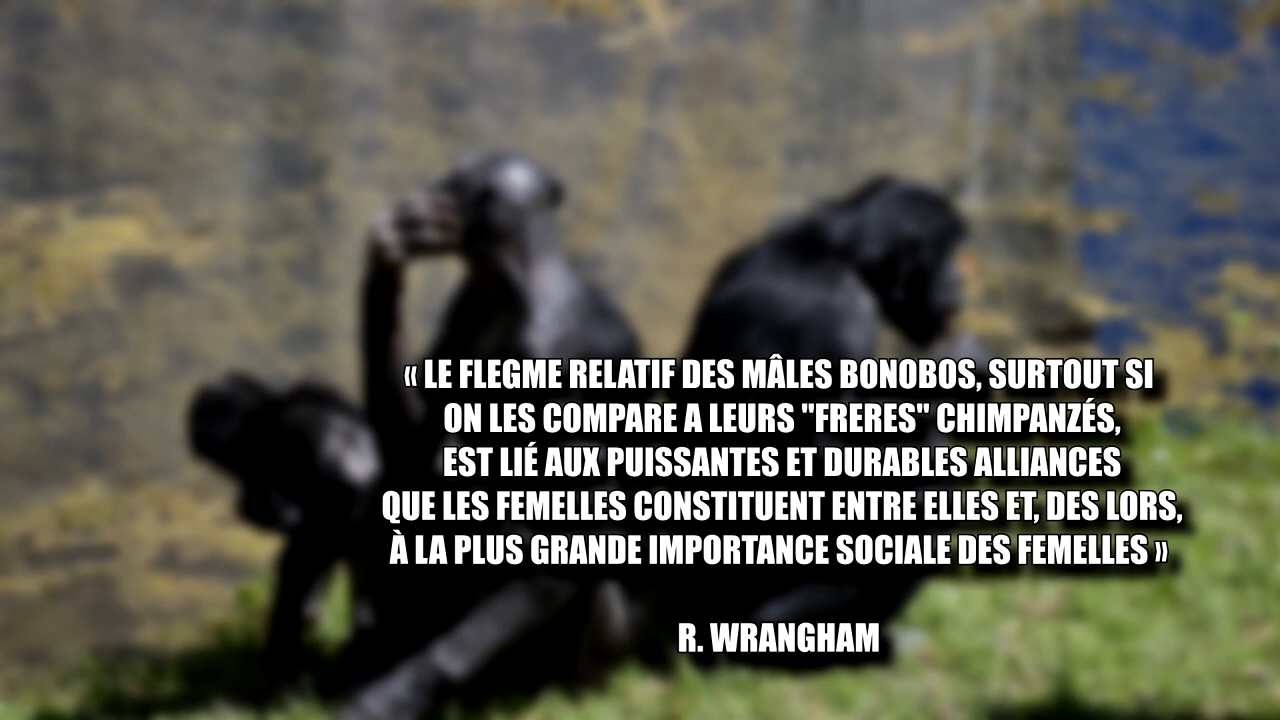 « LE FLEGME RELATIF DES MÂLES BONOBOS, SURTOUT SI
ON LES COMPARE A LEURS "FRERES" CHIMPANZÉS,
EST LIÉ AUX PUISSANTES ET DURABLES ALLIANCES
QUE LES FEMELLES CONSTITUENT ENTRE ELLES ET, DES LORS,
À LA PLUS GRANDE IMPORTANCE SOCIALE DES FEMELLES »
R. WRANGHAM